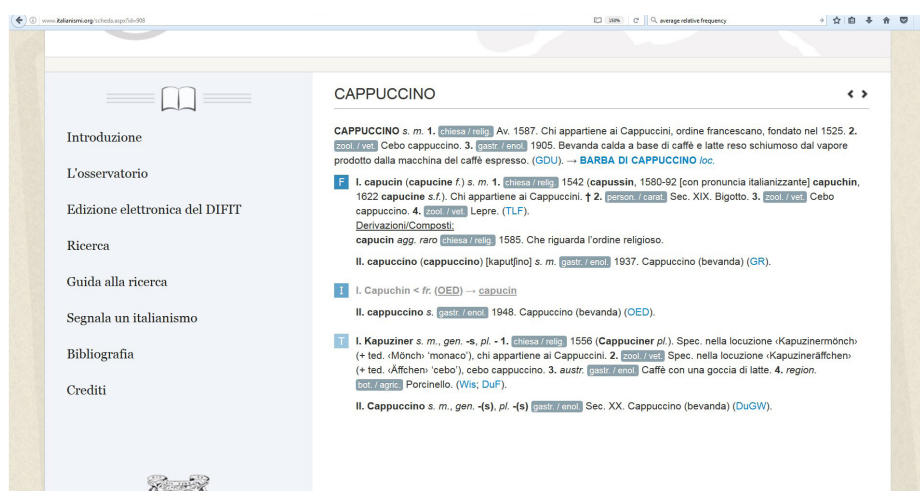 www.italianismi.org/scheda.aspx?id=908
150%
average relative frequency
Introduzione
L'osservatorio
Edizione elettronica del DIFIT
Ricerca
Guida alla ricerca
Segnala un italianismo
Bibliografia
Crediti
CAPPUCCINO
CAPPUCCINO s. m. 1. chiesa / relig. Av. 1587. Chi appartiene ai Cappuccini, ordine francescano, fondato nel 1525. 2.
zool. / vet. Cebo cappuccino. 3. gastr. / enol. 1905. Bevanda calda a base di caffè e latte reso schiumoso dal vapore
prodotto dalla macchina del caffè espresso. (GDU). → BARBA DI CAPPUCCINO loc.
F I. capucin (capucine f.) s. m. 1. chiesa / relig. 1542 (capussin, 1580-92 [con pronuncia italianizzante] capuchin,
1622 capucine s.f.). Chi appartiene ai Cappuccini. † 2. person. / carat. Sec. XIX. Bigotto. 3. zool. / vet. Cebo
cappuccino. 4. zool. / vet. Lepre. (TLF).
Derivazioni/Composti:
capucin agg. raro chiesa / relig. 1585. Che riguarda l'ordine religioso.
II. capuccino (cappuccino) [kaputʃino] s. m. gastr. / enol. 1937. Cappuccino (bevanda) (GR).
I I. Capuchin < fr. (OED) → capucin
II. cappuccino s. gastr. / enol. 1948. Cappuccino (bevanda) (OED).
T I. Kapuziner s. m., gen. -s, pl. - 1. chiesa / relig. 1556 (Cappuciner pl.). Spec. nella locuzione ‹Kapuzinermönch›
(+ ted. ‹Mönch› 'monaco'), chi appartiene ai Cappuccini. 2. zool. / vet. Spec. nella locuzione ‹Kapuzineräffchen›
(+ ted. ‹Äffchen› 'cebo'), cebo cappuccino. 3. austr. gastr. / enol. Caffè con una goccia di latte. 4. region.
bot. / agric. Porcinello. (Wis; DuF).
II. Cappuccino s. m., gen. -(s), pl. -(s) gastr. / enol. Sec. XX. Cappuccino (bevanda) (DuGW).